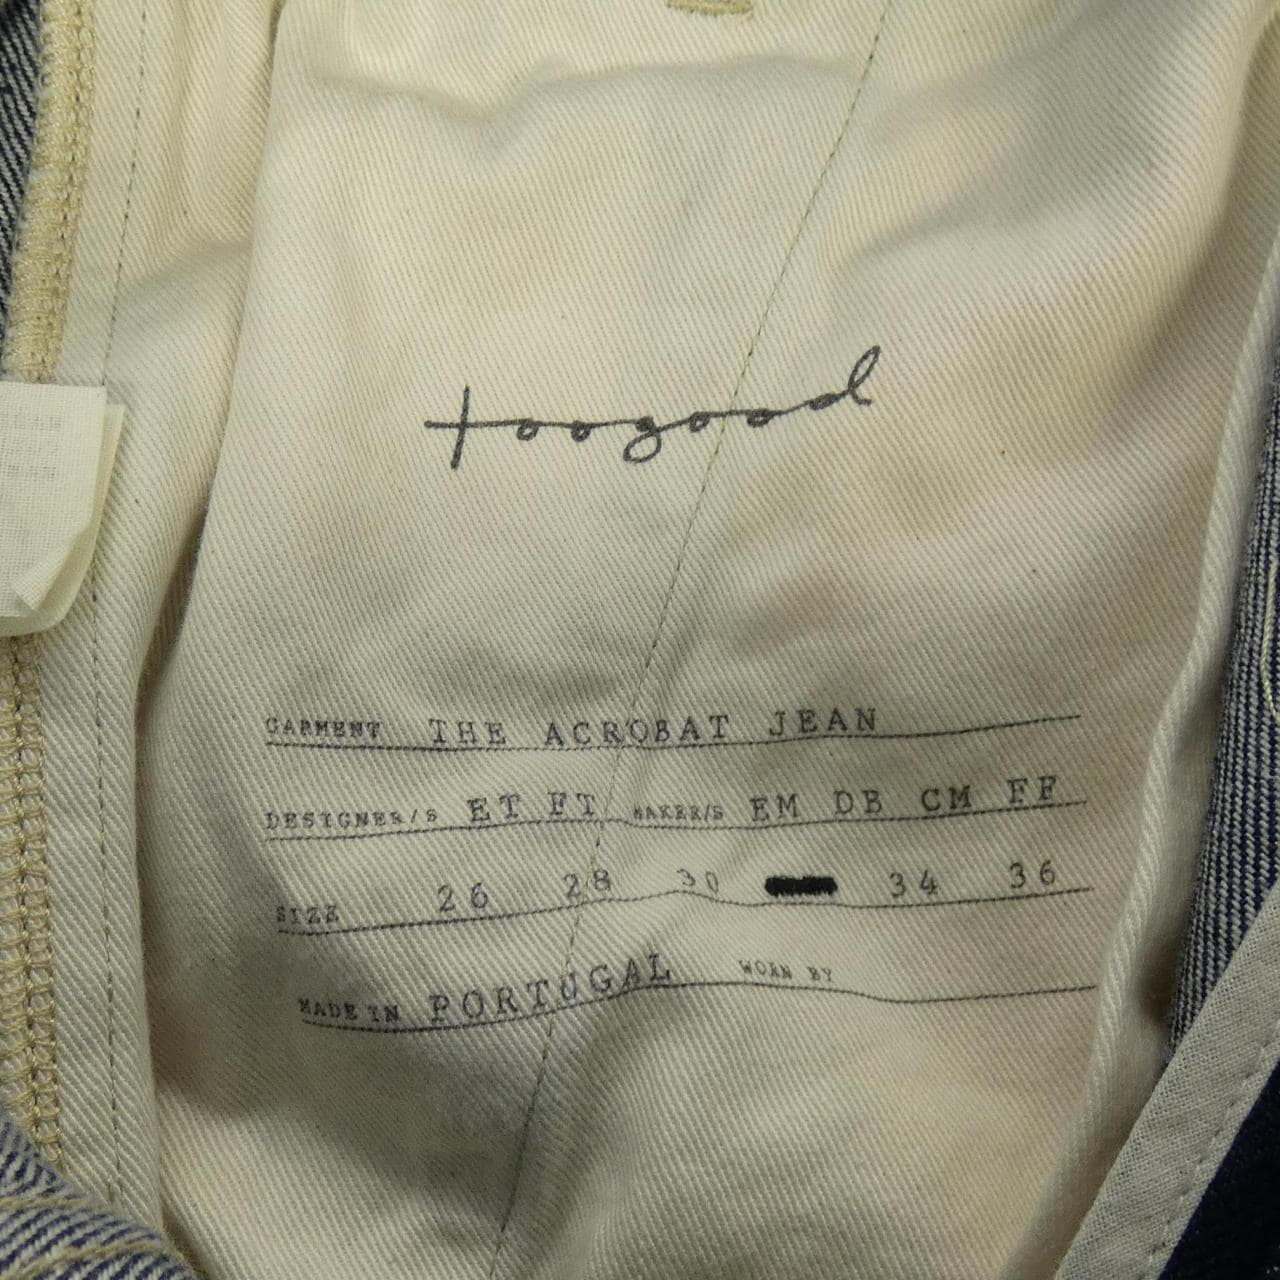 toogood
GARMENT THE ACROBAT JEAN
DESIGNER/S ET FT MAKER/S EM DB CM FF
SIZE 26 28 30 34 36
MADE IN PORTUGAL WORN BY